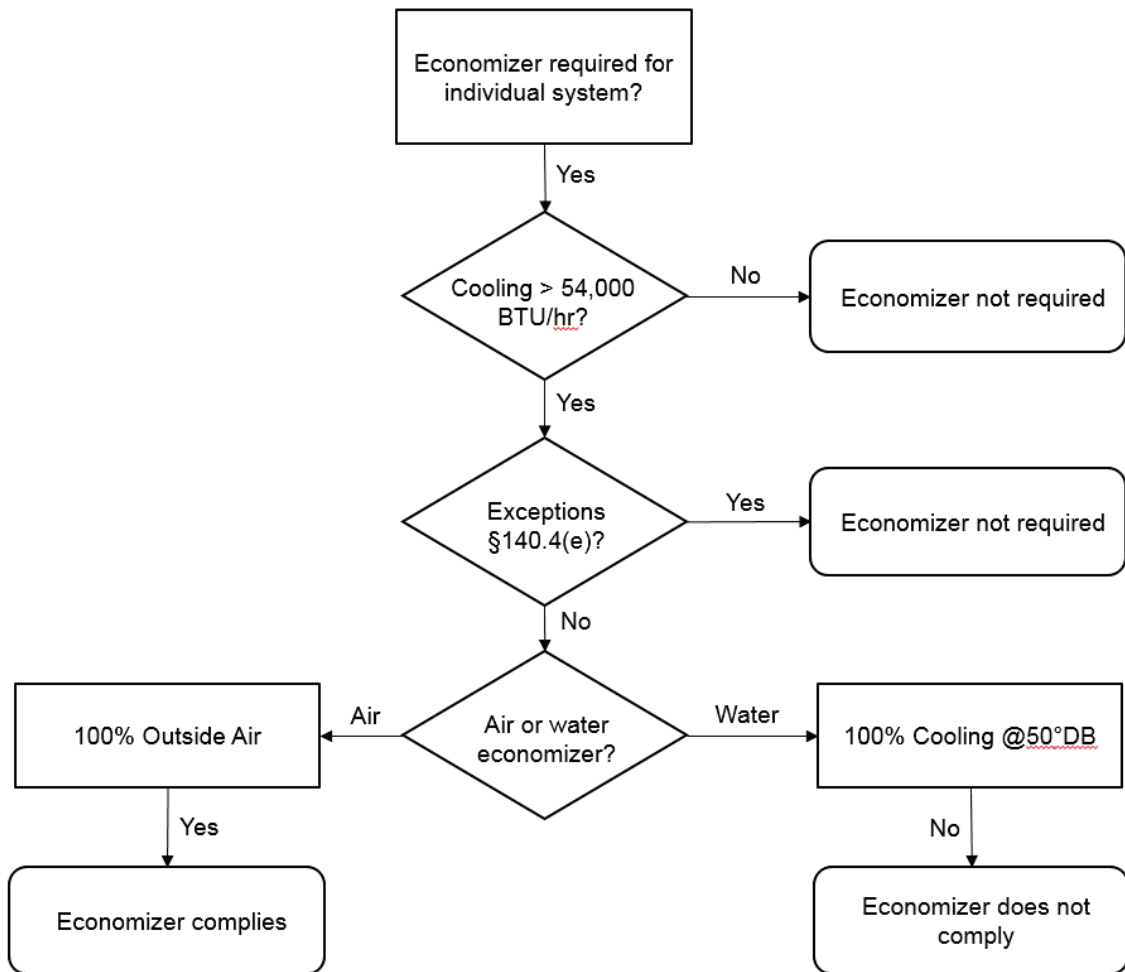 Economizer required for
individual system?
Yes
Cooling > 54,000
BTU/hr?
No
Economizer not required
Yes
Exceptions
§140.4(e)?
Yes
Economizer not required
No
Air or water
economizer?
Air
100% Outside Air
Water
100% Cooling @50°DB
Yes
Economizer complies
No
Economizer does not
comply